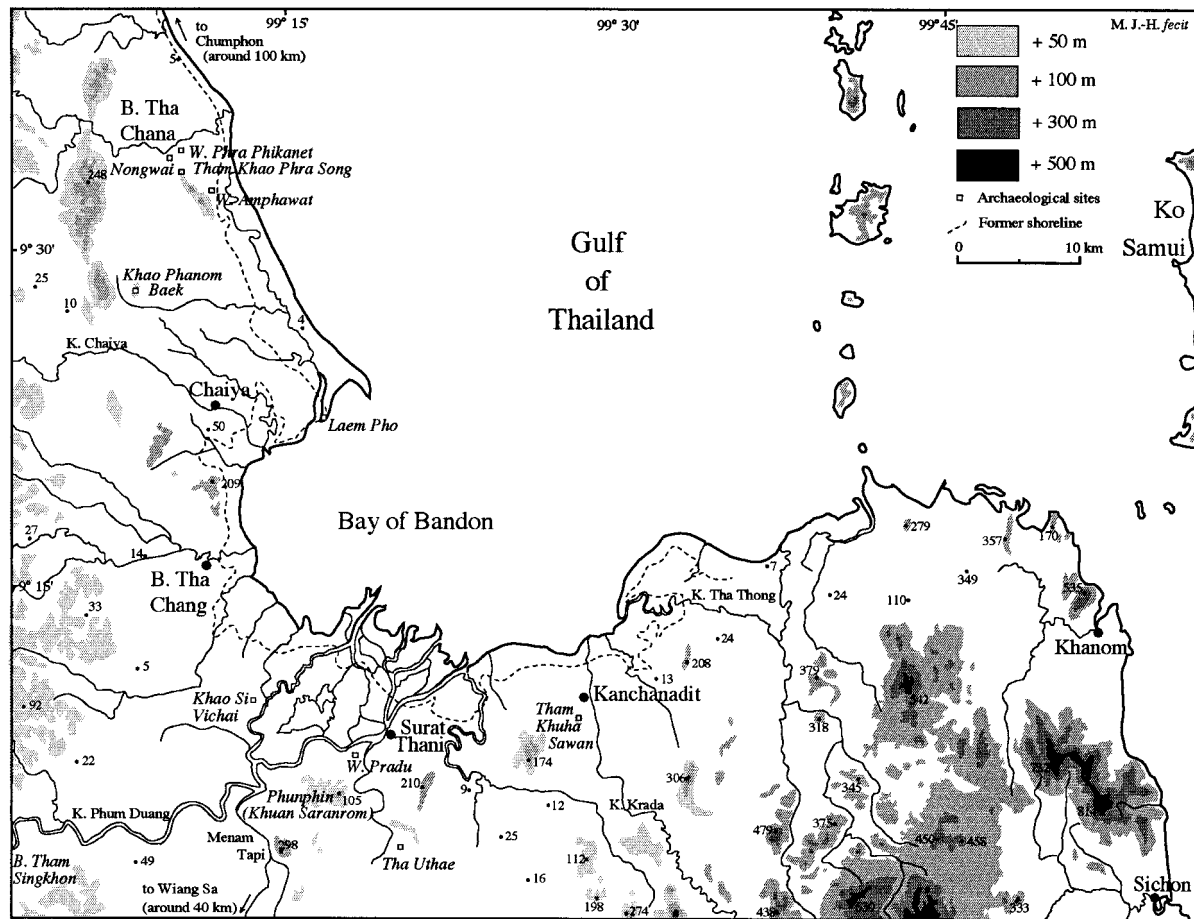 99° 15'
99° 30'
99° 45'
M. J.-H. fecit
to
Chumphon
(around 100 km)
5
+ 50 m
+ 100 m
+ 300 m
+ 500 m
Archaeological sites
Former shoreline
0 10 km
B. Tha
Chana
W. Phra Phikanet
Nongwai
Tham Khao Phra Song
W. Amphawat
248
Ko
Samui
Gulf
of
Thailand
9° 30'
25
10
Khao Phanom
Baek
4
K. Chaiya
Chaiya
50
Laem Pho
209
Bay of Bandon
27
14
B. Tha
Chang
9° 15'
33
5
92
22
Khao Si
Vichai
279
357
170
7
349
K. Tha Thong
24
110
535
Khanom
24
208
13
379
342
318
Kanchanadit
Tham
Khuha
Sawan
Surat
Thani
W. Pradu
174
210
9
Phunphin
(Khuan Saranrom)
105
306
345
K. Phum Duang
Menam
Tapi
298
12
K. Krada
25
479
375
450
458
B. Tham
Singkhon
49
Tha Uthae
112
16
to Wiang Sa
(around 40 km)
198
274
438
630
533
Sichon